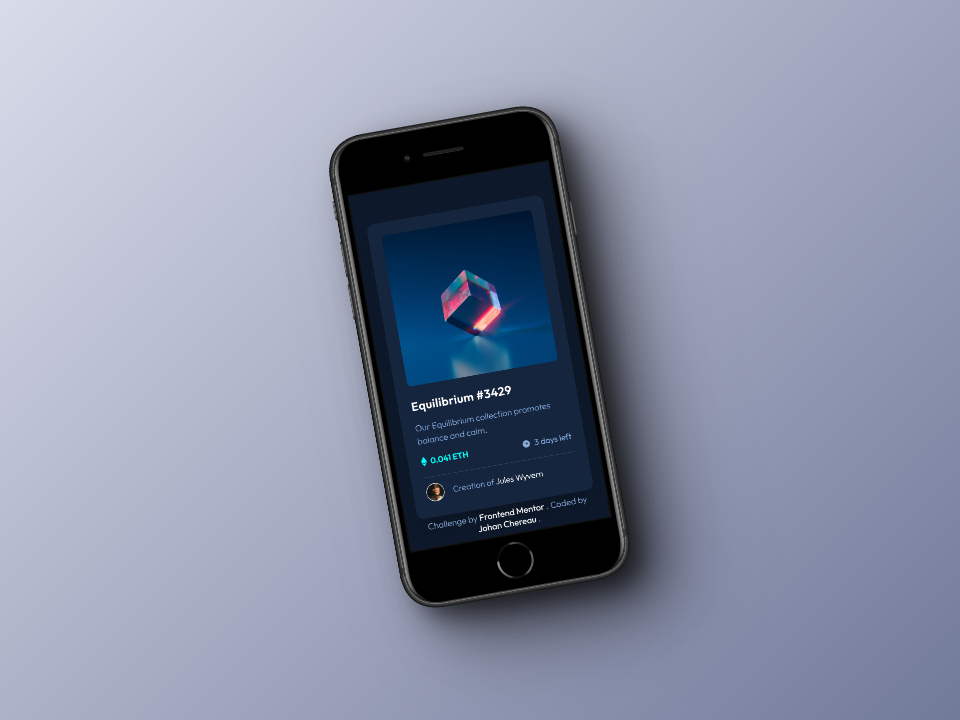 Equilibrium #3429
Our Equilibrium collection promotes
balance and calm.
0.041 ETH
3 days left
Creation of Jules Wyvern
Challenge by Frontend Mentor . Coded by
Johan Chereau .